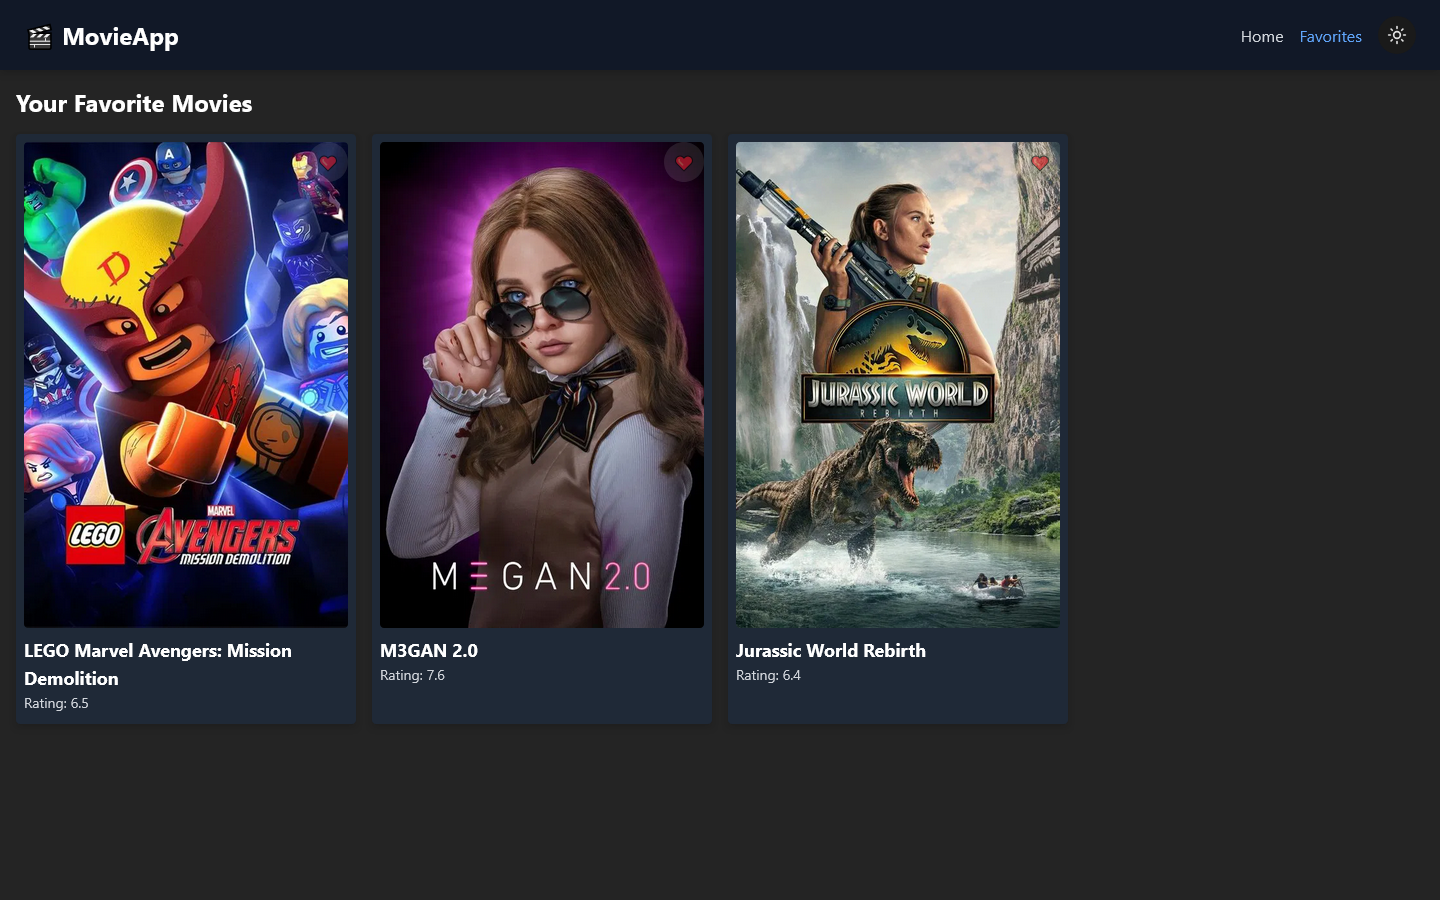 MovieApp
Home
Favorites
Your Favorite Movies
A
D
LEGO
MARVEL
AVENGERS
MISSION DEMOLITION
MEGAN 2.0
JURASSIC WORLD
REBIRTH
LEGO Marvel Avengers: Mission
Demolition
Rating: 6.5
M3GAN 2.0
Rating: 7.6
Jurassic World Rebirth
Rating: 6.4